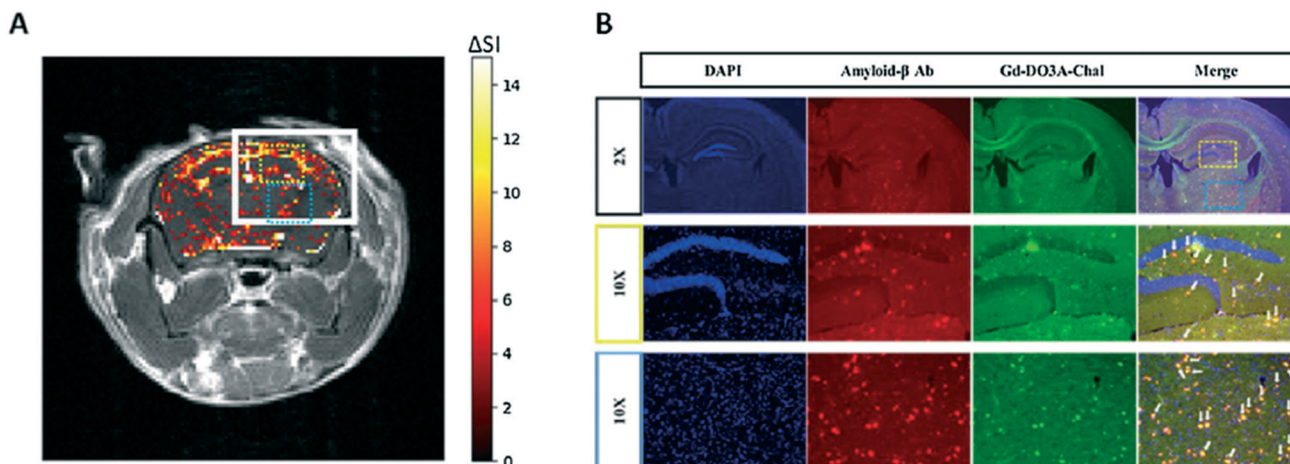 A
ΔSI
14
12
10
8
6
4
2
0
B
DAPI Amyloid-β Ab Gd-DO3A-Chal Merge
2X
10X
10X